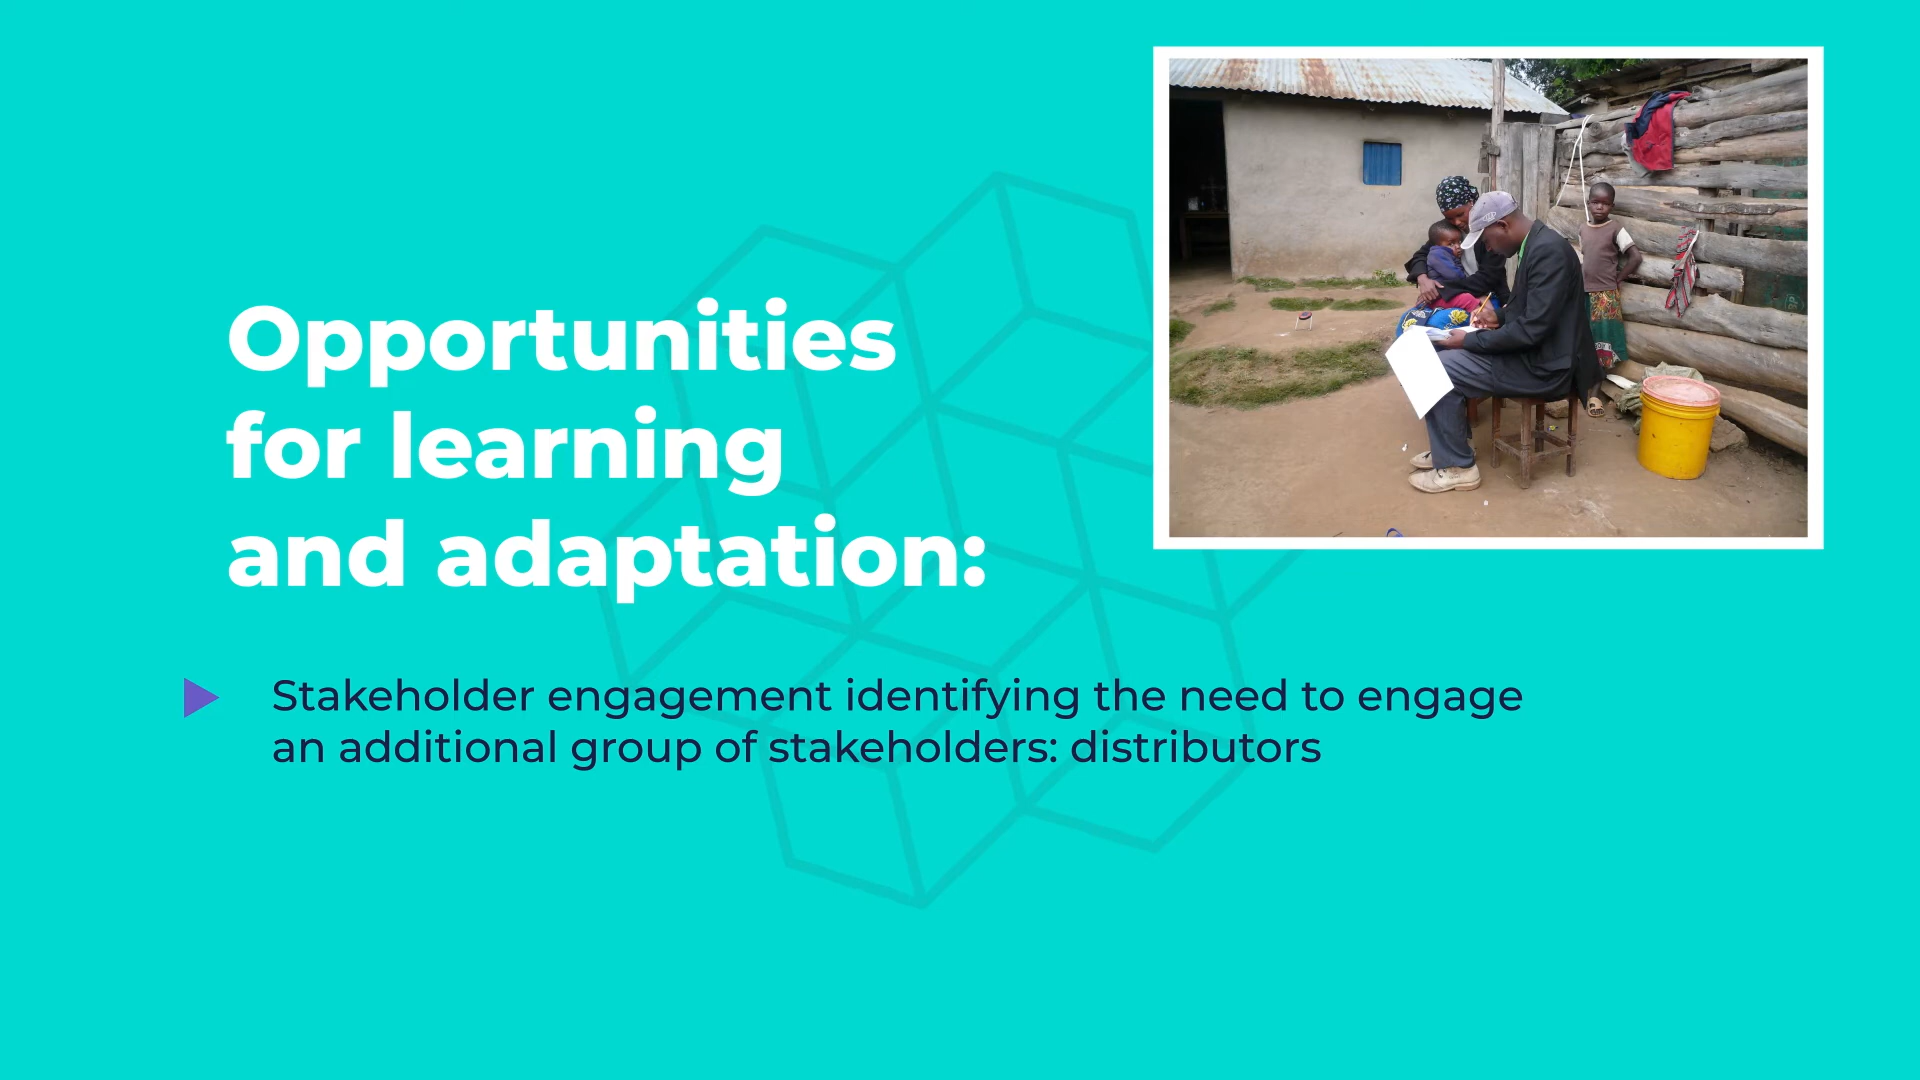 Opportunities
for learning
and adaptation:
Stakeholder engagement identifying the need to engage
an additional group of stakeholders: distributors